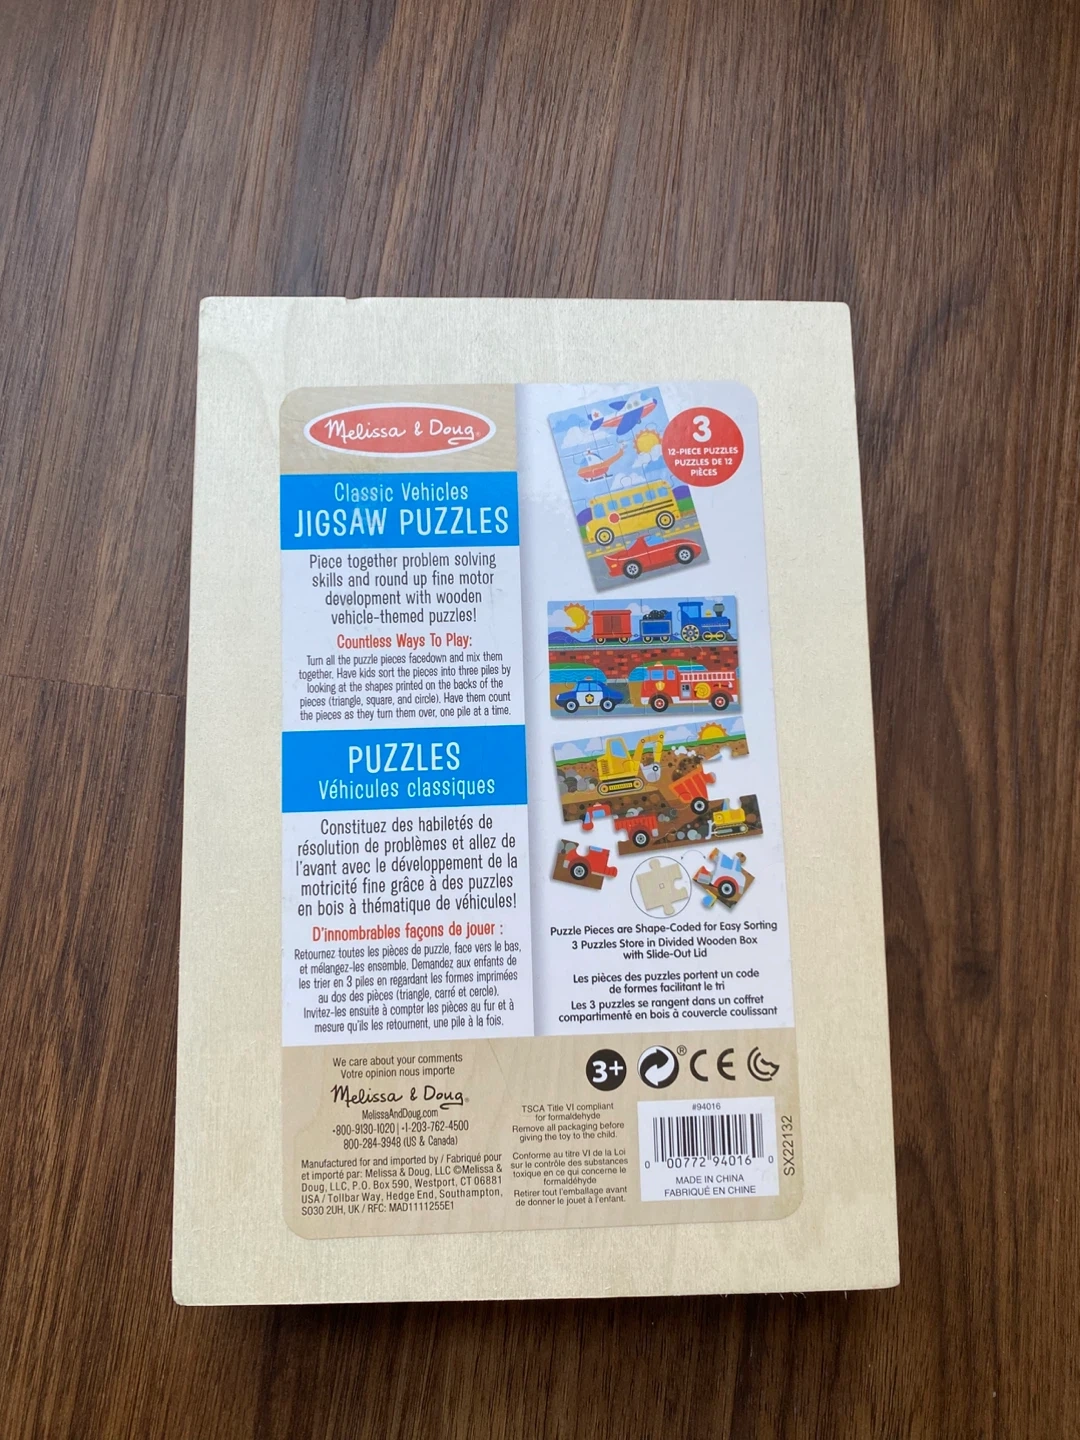 Melissa & Doug®
Classic Vehicles
JIGSAW PUZZLES
Piece together problem solving
skills and round up fine motor
development with wooden
vehicle-themed puzzles!
Countless Ways To Play:
Turn all the puzzle pieces facedown and mix them
together. Have kids sort the pieces into three piles by
looking at the shapes printed on the backs of the
pieces (triangle, square, and circle). Have them count
the pieces as they turn them over, one pile at a time.
PUZZLES
Véhicules classiques
Constituez des habiletés de
résolution de problèmes et allez de
l'avant avec le développement de la
motricité fine grâce à des puzzles
en bois à thématique de véhicules!
D'innombrables façons de jouer :
Retournez toutes les pièces de puzzle, face vers le bas,
et mélangez-les ensemble. Demandez aux enfants de
les trier en 3 piles en regardant les formes imprimées
au dos des pièces (triangle, carré et cercle).
Invitez-les ensuite à compter les pièces au fur et à
mesure qu'ils les retournent, une pile à la fois.
3
12-PIECE PUZZLES
PUZZLES DE 12
PIÈCES
Puzzle Pieces are Shape-Coded for Easy Sorting
3 Puzzles Store in Divided Wooden Box
with Slide-Out Lid
Les pièces des puzzles portent un code
de formes facilitant le tri
Les 3 puzzles se rangent dans un coffret
compartimenté en bois à couvercle coulissant
We care about your comments
Votre opinion nous importe
Melissa & Doug®
MelissaAndDoug.com
+800-9130-1020 | +1-203-762-4500
800-284-3948 (US & Canada)
Manufactured for and imported by / Fabriqué pour
et importé par: Melissa & Doug, LLC ©Melissa &
Doug, LLC, P.O. Box 590, Westport, CT 06881
USA / Tollbar Way, Hedge End, Southampton,
SO30 2UH, UK / RFC: MAD1111255E1
3+
® CE
TSCA Title VI compliant
for formaldehyde
Remove all packaging before
giving the toy to the child.
Conforme au titre VI de la Loi
sur le contrôle des substances
toxique en ce qui concerne le
formaldéhyde
Retirer tout l'emballage avant
de donner le jouet à l'enfant.
#94016
0 00772 94016 0
MADE IN CHINA
FABRIQUÉ EN CHINE
SX22132